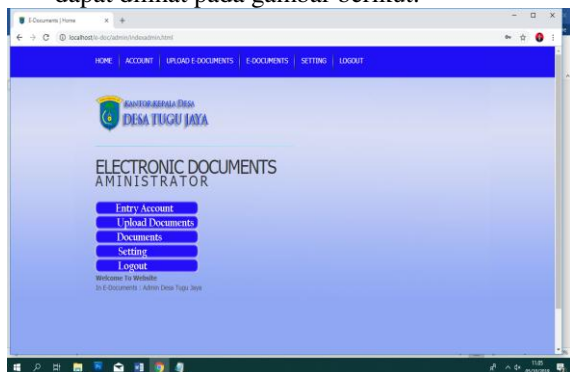 dapat dilihat pada gambar berikut:
E-Documents | Home
localhost/e-doc/admin/indexadmin.html
HOME ACCOUNT UPLOAD E-DOCUMENTS E-DOCUMENTS SETTING LOGOUT
KANTOR KEPALA DESA
DESA TUGU JAYA
ELECTRONIC DOCUMENTS
AMINISTRATOR
Entry Account
Upload Documents
Documents
Setting
Logout
Welcome To Website
In E-Documents : Admin Desa Tugu Jaya